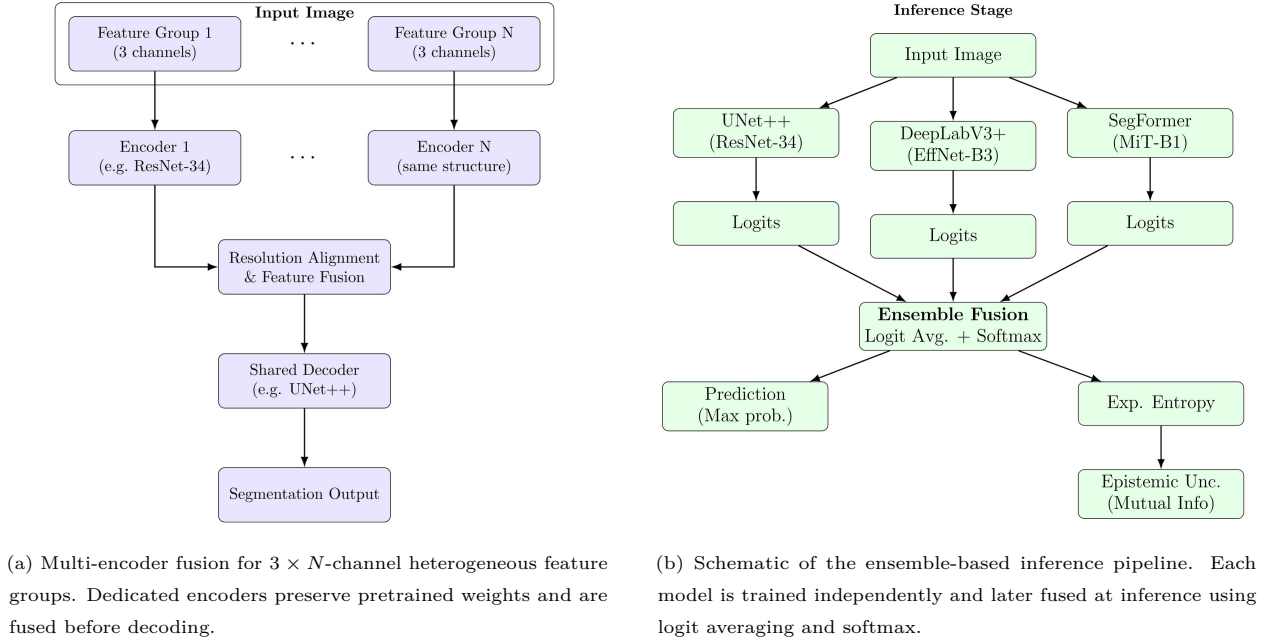 Input Image
Feature Group 1
(3 channels)
· · ·
Feature Group N
(3 channels)
Encoder 1
(e.g. ResNet-34)
· · ·
Encoder N
(same structure)
Resolution Alignment
& Feature Fusion
Shared Decoder
(e.g. UNet++)
Segmentation Output
(a) Multi-encoder fusion for 3 × N-channel heterogeneous feature
groups. Dedicated encoders preserve pretrained weights and are
fused before decoding.
Inference Stage
Input Image
UNet++
(ResNet-34)
DeepLabV3+
(EffNet-B3)
SegFormer
(MiT-B1)
Logits
Logits
Logits
Ensemble Fusion
Logit Avg. + Softmax
Prediction
(Max prob.)
Exp. Entropy
Epistemic Unc.
(Mutual Info)
(b) Schematic of the ensemble-based inference pipeline. Each
model is trained independently and later fused at inference using
logit averaging and softmax.